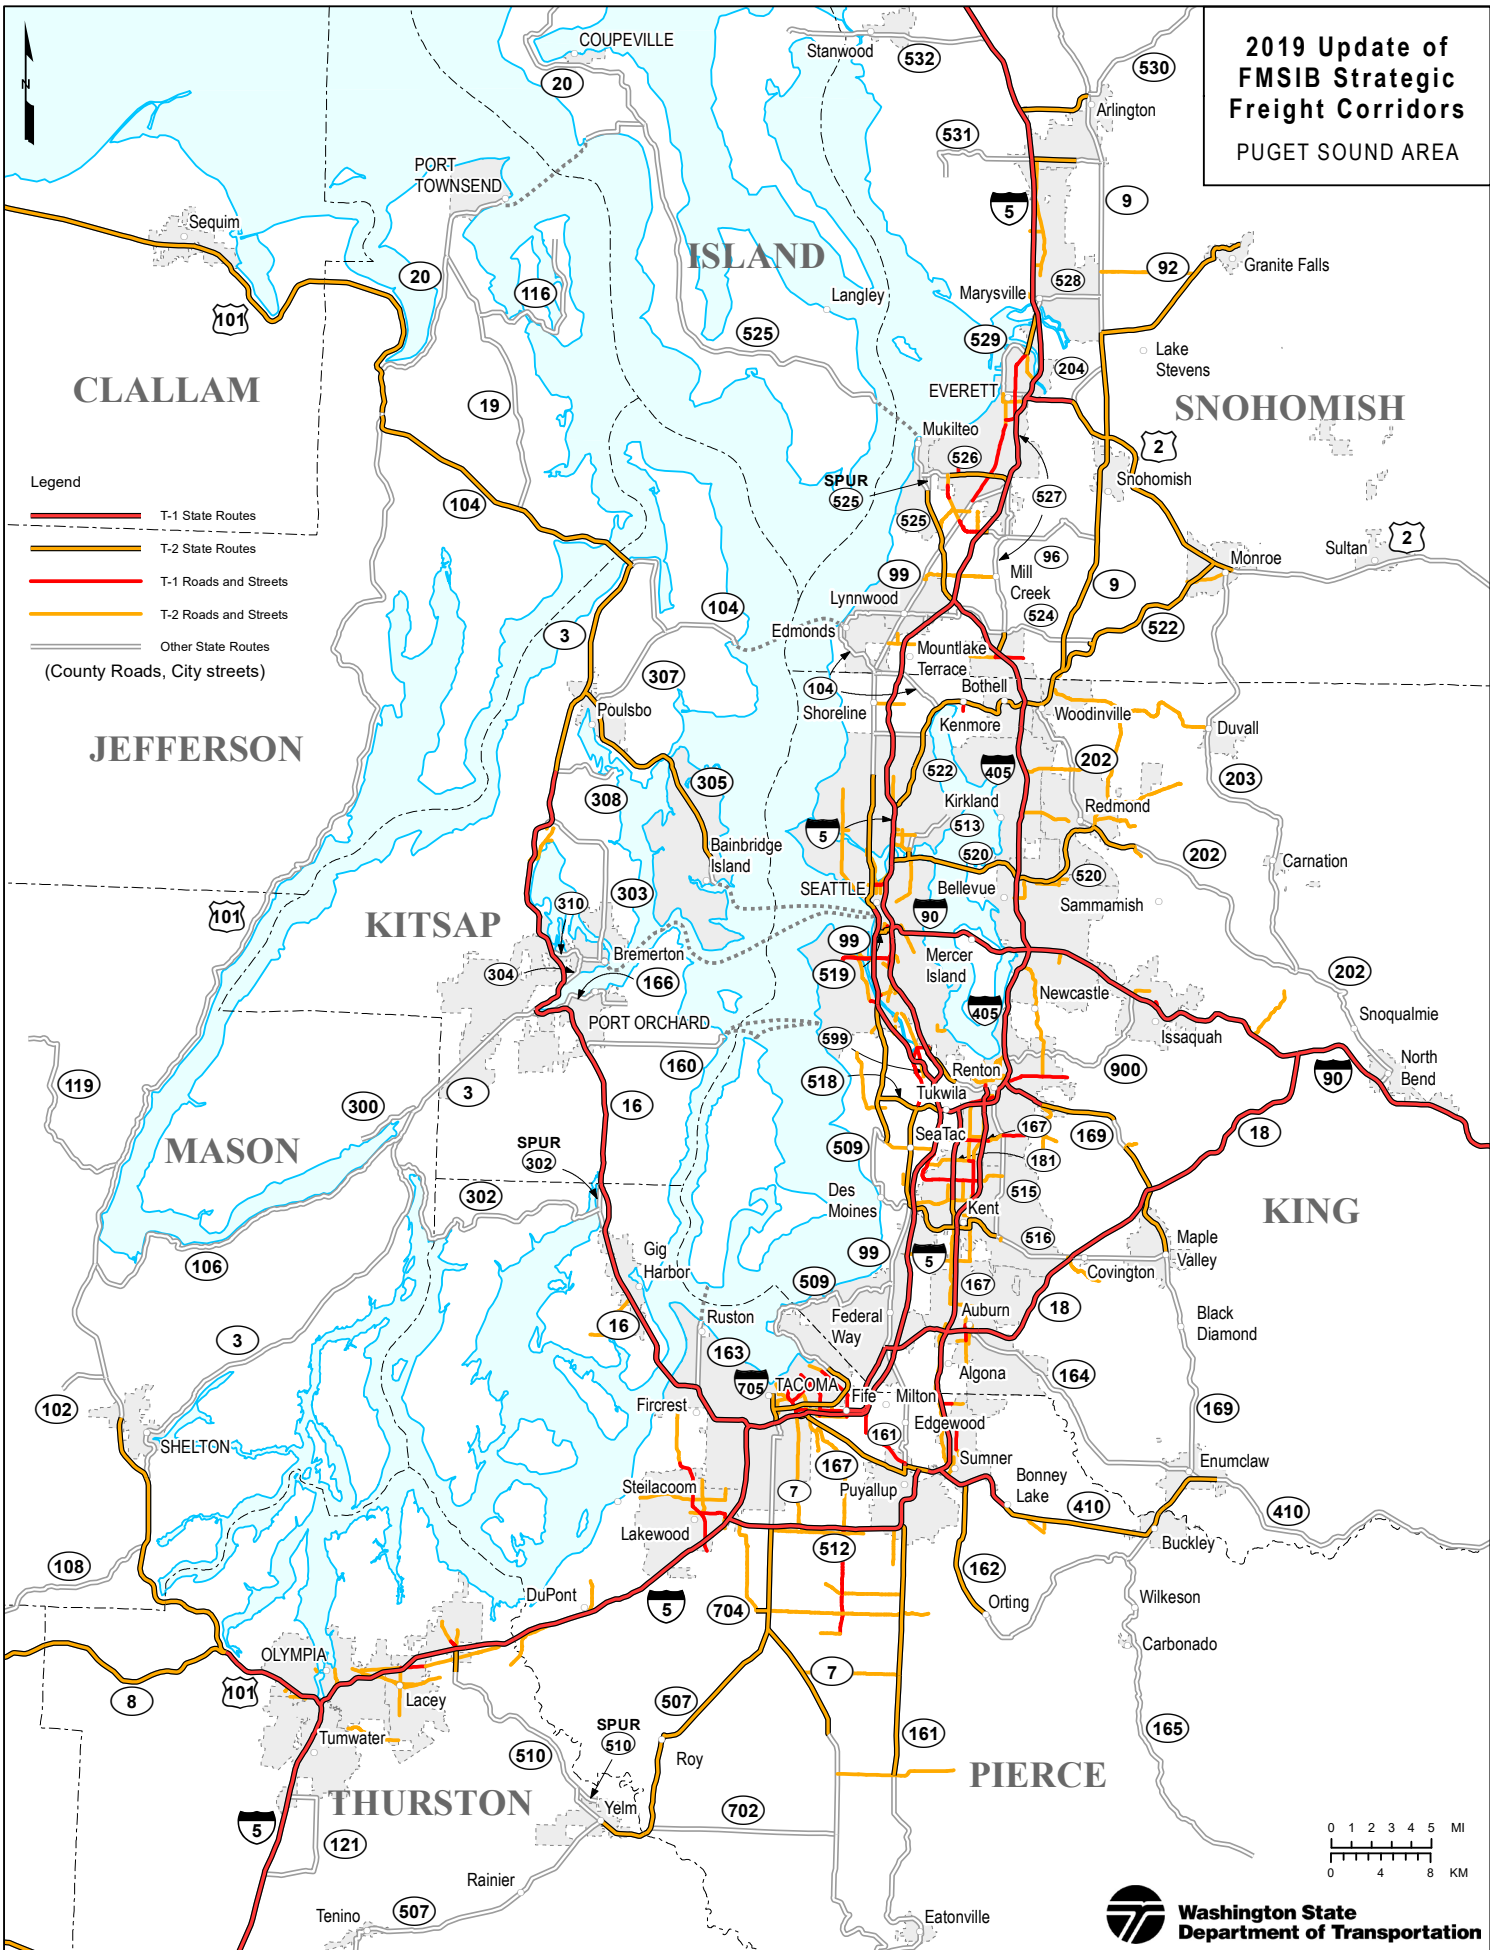 2019 Update of
FMSIB Strategic
Freight Corridors
PUGET SOUND AREA
N
COUPEVILLE
20
Stanwood
532
530
Arlington
531
PORT
TOWNSEND
Sequim
5
9
ISLAND
20
116
Langley
Marysville
528
92
Granite Falls
101
525
529
Lake
Stevens
204
CLALLAM
19
EVERETT
SNOHOMISH
Mukilteo
2
526
SPUR
525
Snohomish
527
Legend
T-1 State Routes
T-2 State Routes
T-1 Roads and Streets
T-2 Roads and Streets
Other State Routes
(County Roads, City streets)
104
525
96
Monroe
Sultan
2
99
Mill
Creek
9
Lynnwood
524
522
104
Edmonds
3
Mountlake
Terrace
307
104
Bothell
Poulsbo
Shoreline
Kenmore
Woodinville
Duvall
JEFFERSON
522
405
202
203
305
308
Kirkland
Redmond
5
513
Bainbridge
Island
520
202
Carnation
SEATTLE
Bellevue
520
Sammamish
303
310
101
90
KITSAP
99
Bremerton
Mercer
Island
304
166
519
202
Newcastle
405
PORT ORCHARD
Snoqualmie
599
Issaquah
119
160
518
Renton
900
North
Bend
90
Tukwila
3
300
16
SeaTac
167
169
18
MASON
SPUR
302
509
181
302
Des
Moines
515
Kent
KING
516
Maple
Valley
106
Gig
Harbor
99
5
Covington
509
167
Auburn
18
Ruston
Federal
Way
Black
Diamond
3
16
163
705
TACOMA
Algona
164
Fife
Milton
102
Fircrest
169
Edgewood
161
SHELTON
Sumner
Enumclaw
167
Bonney
Lake
Steilacoom
7
Puyallup
410
410
Lakewood
Buckley
512
108
162
DuPont
5
704
Orting
Wilkeson
Carbonado
OLYMPIA
7
8
101
Lacey
507
SPUR
510
165
Tumwater
510
161
Roy
PIERCE
THURSTON
Yelm
702
5
121
0 1 2 3 4 5 MI
0 4 8 KM
Rainier
Tenino
507
Eatonville
Washington State
Department of Transportation